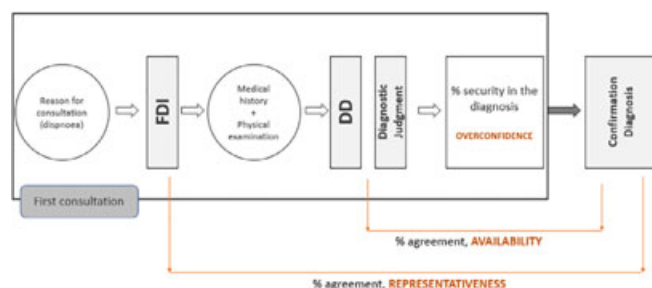 Reason for
consultation
(dispnoea)
FDI
Medical
history
+
Physical
examination
DD
Diagnostic
Judgment
% security in the
diagnosis
OVERCONFIDENCE
Confirmation
Diagnosis
First consultation
% agreement, AVAILABILITY
% agreement, REPRESENTATIVENESS